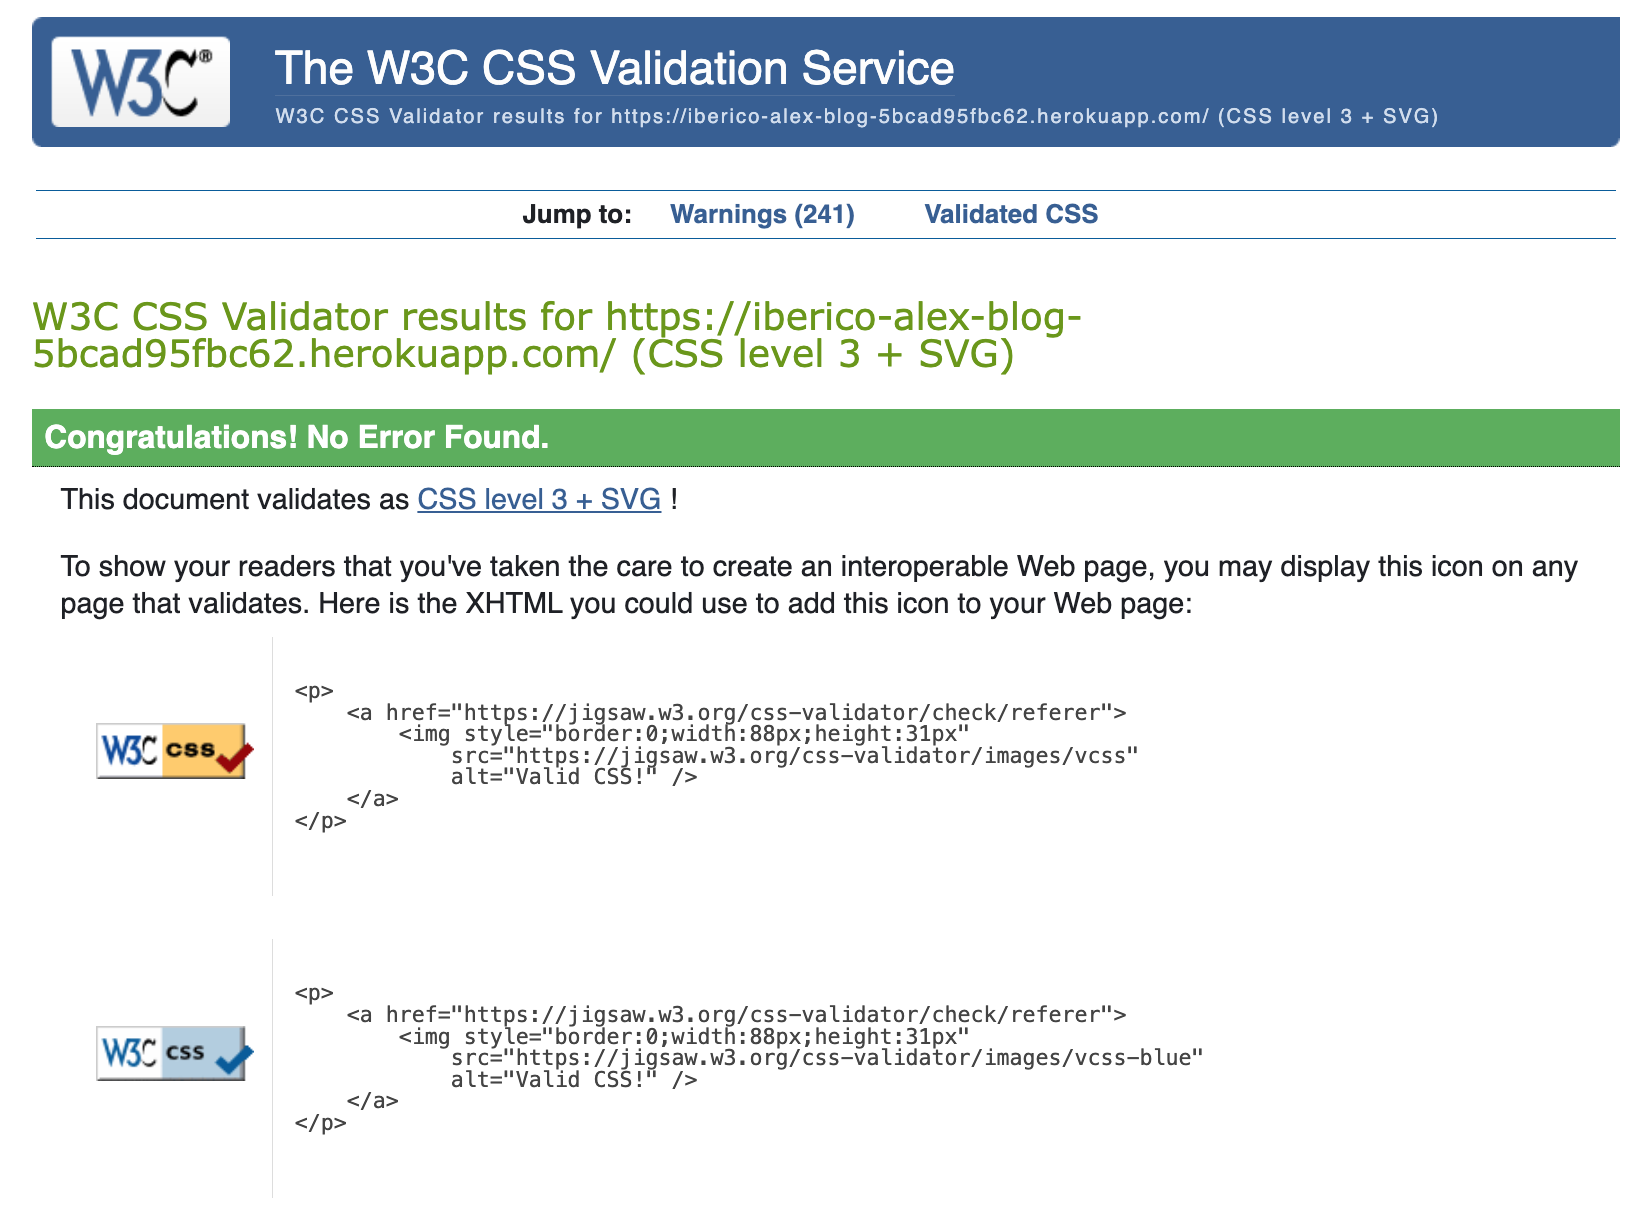 W3C®
The W3C CSS Validation Service
W3C CSS Validator results for https://iberico-alex-blog-5bcad95fbc62.herokuapp.com/ (CSS level 3 + SVG)
Jump to: Warnings (241) Validated CSS
W3C CSS Validator results for https://iberico-alex-blog-
5bcad95fbc62.herokuapp.com/ (CSS level 3 + SVG)
Congratulations! No Error Found.
This document validates as CSS level 3 + SVG !
To show your readers that you've taken the care to create an interoperable Web page, you may display this icon on any
page that validates. Here is the XHTML you could use to add this icon to your Web page:
W3C css
<p>
<a href="https://jigsaw.w3.org/css-validator/check/referer">
<img style="border:0;width:88px;height:31px"
src="https://jigsaw.w3.org/css-validator/images/vcss"
alt="Valid CSS!" />
</a>
</p>
W3C css
<p>
<a href="https://jigsaw.w3.org/css-validator/check/referer">
<img style="border:0;width:88px;height:31px"
src="https://jigsaw.w3.org/css-validator/images/vcss-blue"
alt="Valid CSS!" />
</a>
</p>